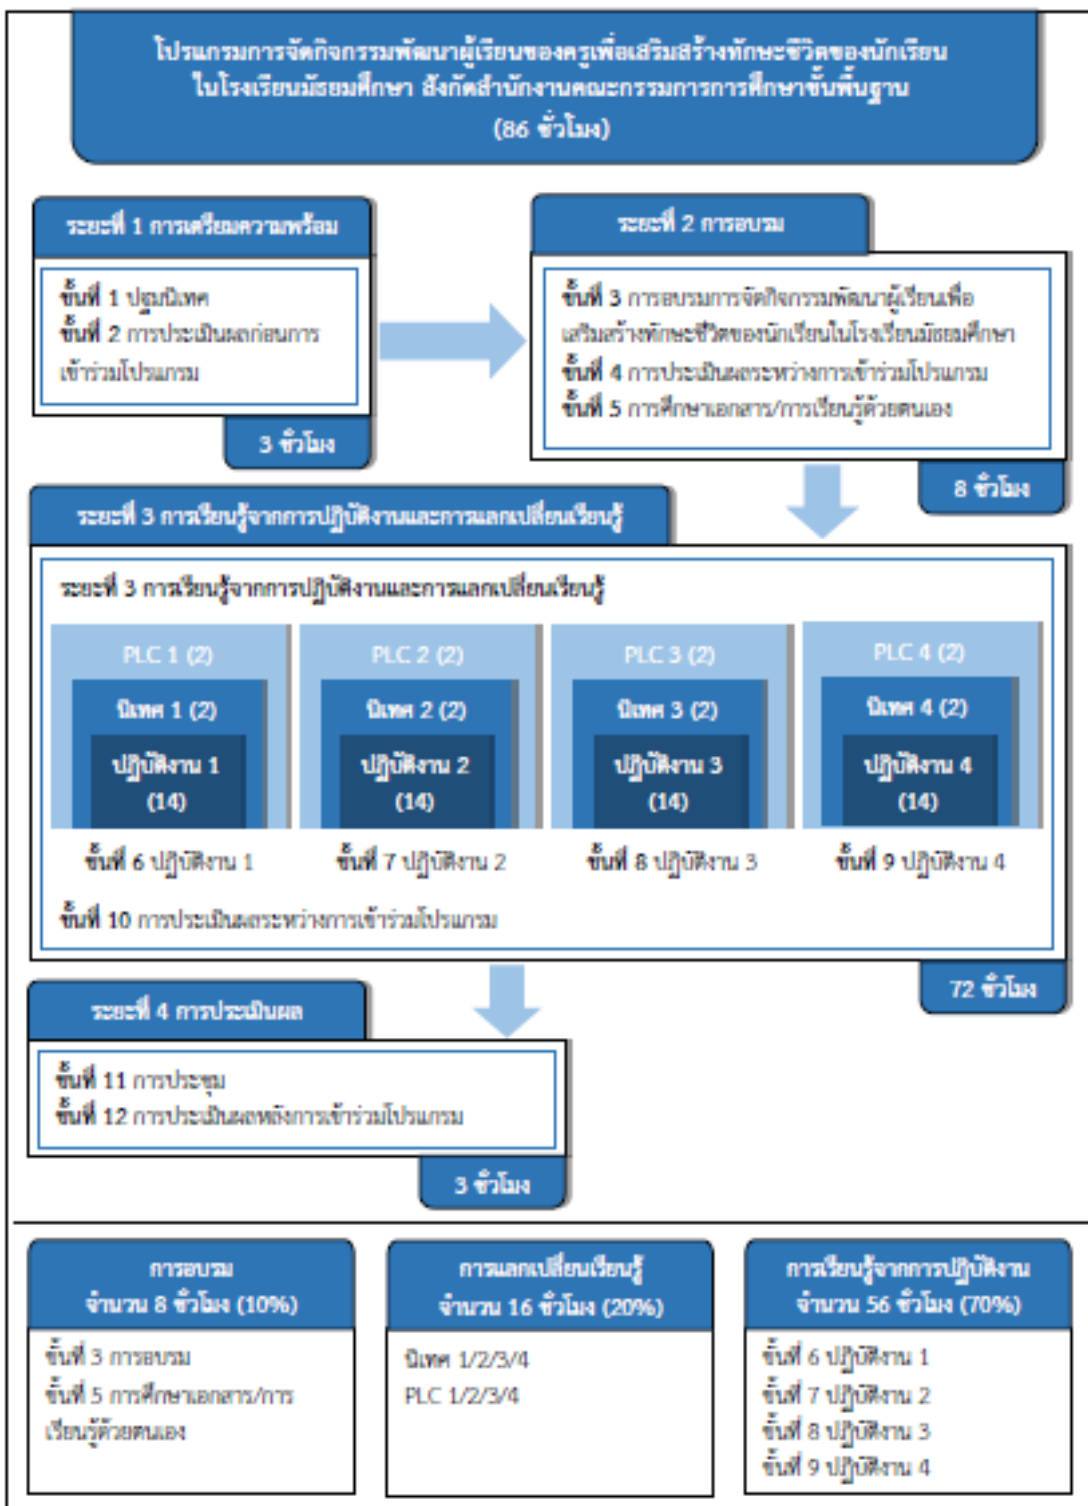 โปรแกรมการจัดกิจกรรมพัฒนาผู้เรียนของครูเพื่อเสริมสร้างทักษะชีวิตของนักเรียน
ในโรงเรียนมัธยมศึกษา สังกัดสำนักงานคณะกรรมการการศึกษาขั้นพื้นฐาน
(86 ชั่วโมง)
ระยะที่ 1 การเตรียมความพร้อม
ขั้นที่ 1 ปฐมนิเทศ
ขั้นที่ 2 การประเมินผลก่อนการ
เข้าร่วมโปรแกรม
3 ชั่วโมง
ระยะที่ 2 การอบรม
ขั้นที่ 3 การอบรมการจัดกิจกรรมพัฒนาผู้เรียนเพื่อ
เสริมสร้างทักษะชีวิตของนักเรียนในโรงเรียนมัธยมศึกษา
ขั้นที่ 4 การประเมินผลระหว่างการเข้าร่วมโปรแกรม
ขั้นที่ 5 การศึกษาเอกสาร/การเรียนรู้ด้วยตนเอง
8 ชั่วโมง
ระยะที่ 3 การเรียนรู้จากการปฏิบัติงานและการแลกเปลี่ยนเรียนรู้
ระยะที่ 3 การเรียนรู้จากการปฏิบัติงานและการแลกเปลี่ยนเรียนรู้
PLC 1 (2)
นิเทศ 1 (2)
ปฏิบัติงาน 1
(14)
ขั้นที่ 6 ปฏิบัติงาน 1
PLC 2 (2)
นิเทศ 2 (2)
ปฏิบัติงาน 2
(14)
ขั้นที่ 7 ปฏิบัติงาน 2
PLC 3 (2)
นิเทศ 3 (2)
ปฏิบัติงาน 3
(14)
ขั้นที่ 8 ปฏิบัติงาน 3
PLC 4 (2)
นิเทศ 4 (2)
ปฏิบัติงาน 4
(14)
ขั้นที่ 9 ปฏิบัติงาน 4
ขั้นที่ 10 การประเมินผลระหว่างการเข้าร่วมโปรแกรม
72 ชั่วโมง
ระยะที่ 4 การประเมินผล
ขั้นที่ 11 การประชุม
ขั้นที่ 12 การประเมินผลหลังการเข้าร่วมโปรแกรม
3 ชั่วโมง
การอบรม
จำนวน 8 ชั่วโมง (10%)
ขั้นที่ 3 การอบรม
ขั้นที่ 5 การศึกษาเอกสาร/การ
เรียนรู้ด้วยตนเอง
การแลกเปลี่ยนเรียนรู้
จำนวน 16 ชั่วโมง (20%)
นิเทศ 1/2/3/4
PLC 1/2/3/4
การเรียนรู้จากการปฏิบัติงาน
จำนวน 56 ชั่วโมง (70%)
ขั้นที่ 6 ปฏิบัติงาน 1
ขั้นที่ 7 ปฏิบัติงาน 2
ขั้นที่ 8 ปฏิบัติงาน 3
ขั้นที่ 9 ปฏิบัติงาน 4